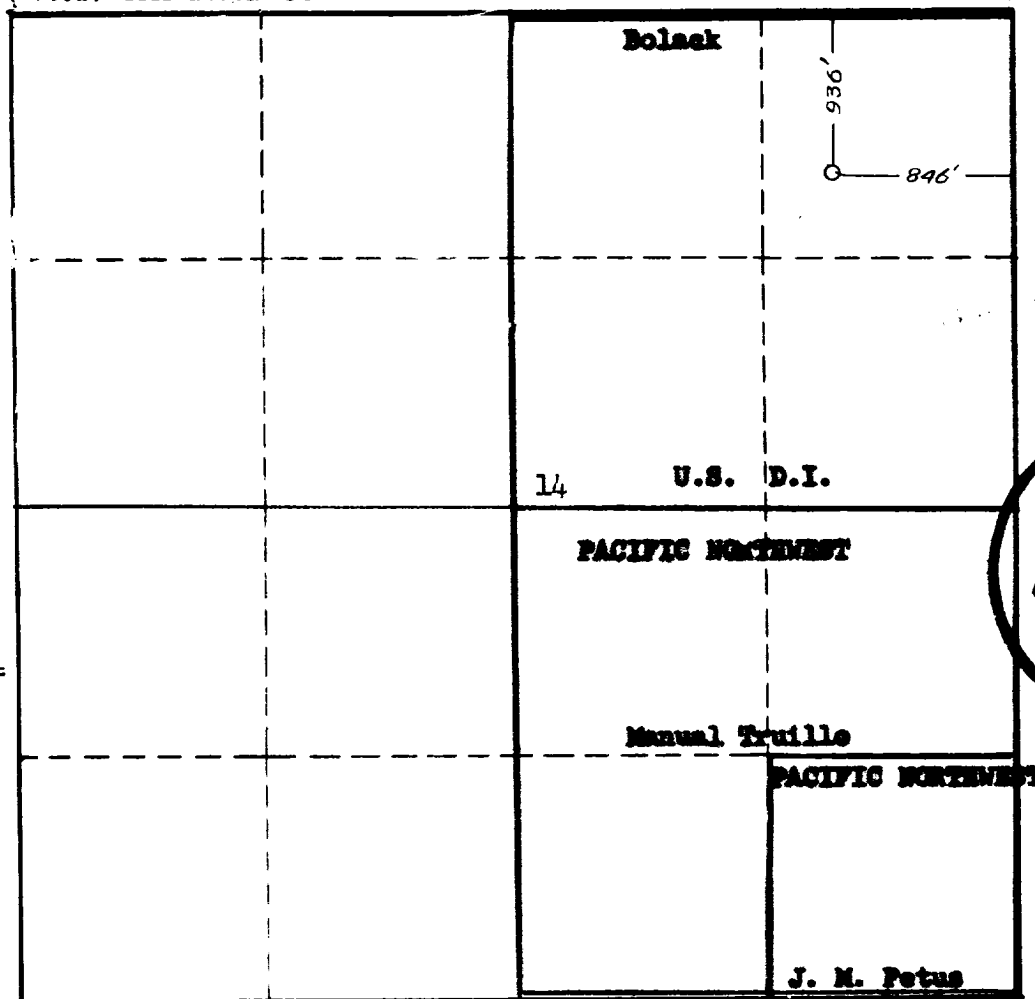 Bolack
936'
846'
14 U.S. D.I.
PACIFIC NORTHWEST
Manual Truillo
PACIFIC NORTHWEST
J. M. Petus